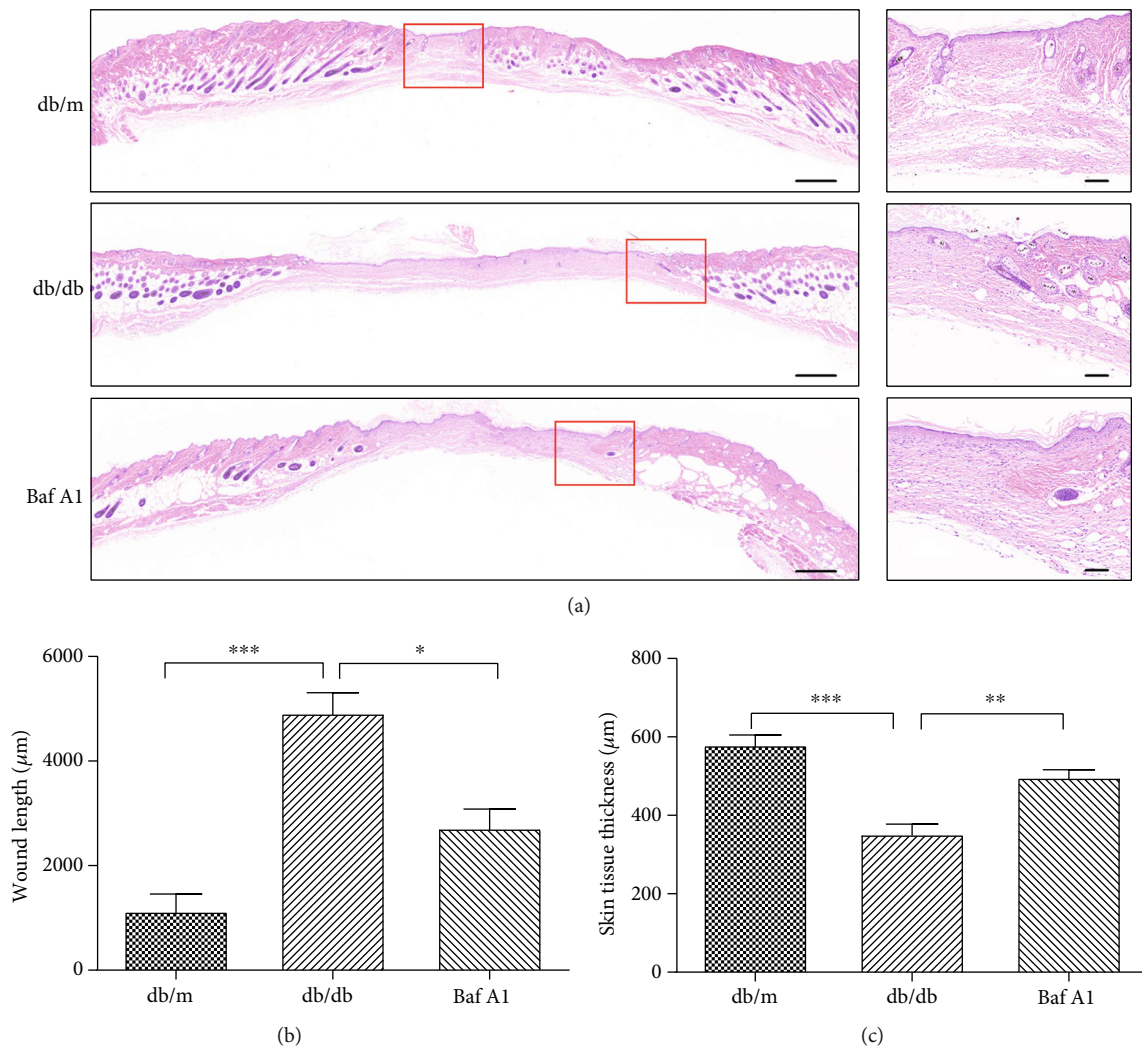 db/m
db/db
Baf A1
(a)
6000
4000
2000
0
Wound length (μm)
***
*
db/m
db/db
Baf A1
(b)
800
600
400
200
0
Skin tissue thickness (μm)
***
**
db/m
db/db
Baf A1
(c)